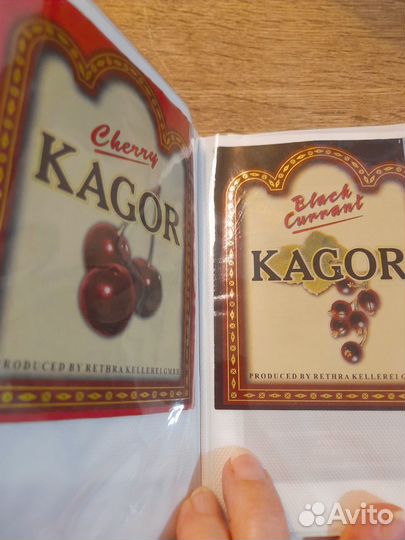 Cherry
KAGOR
PRODUCED BY RETHRA KELLEREI GMBH
Black
Currant
KAGOR
PRODUCED BY RETHRA KELLEREI G
Avito